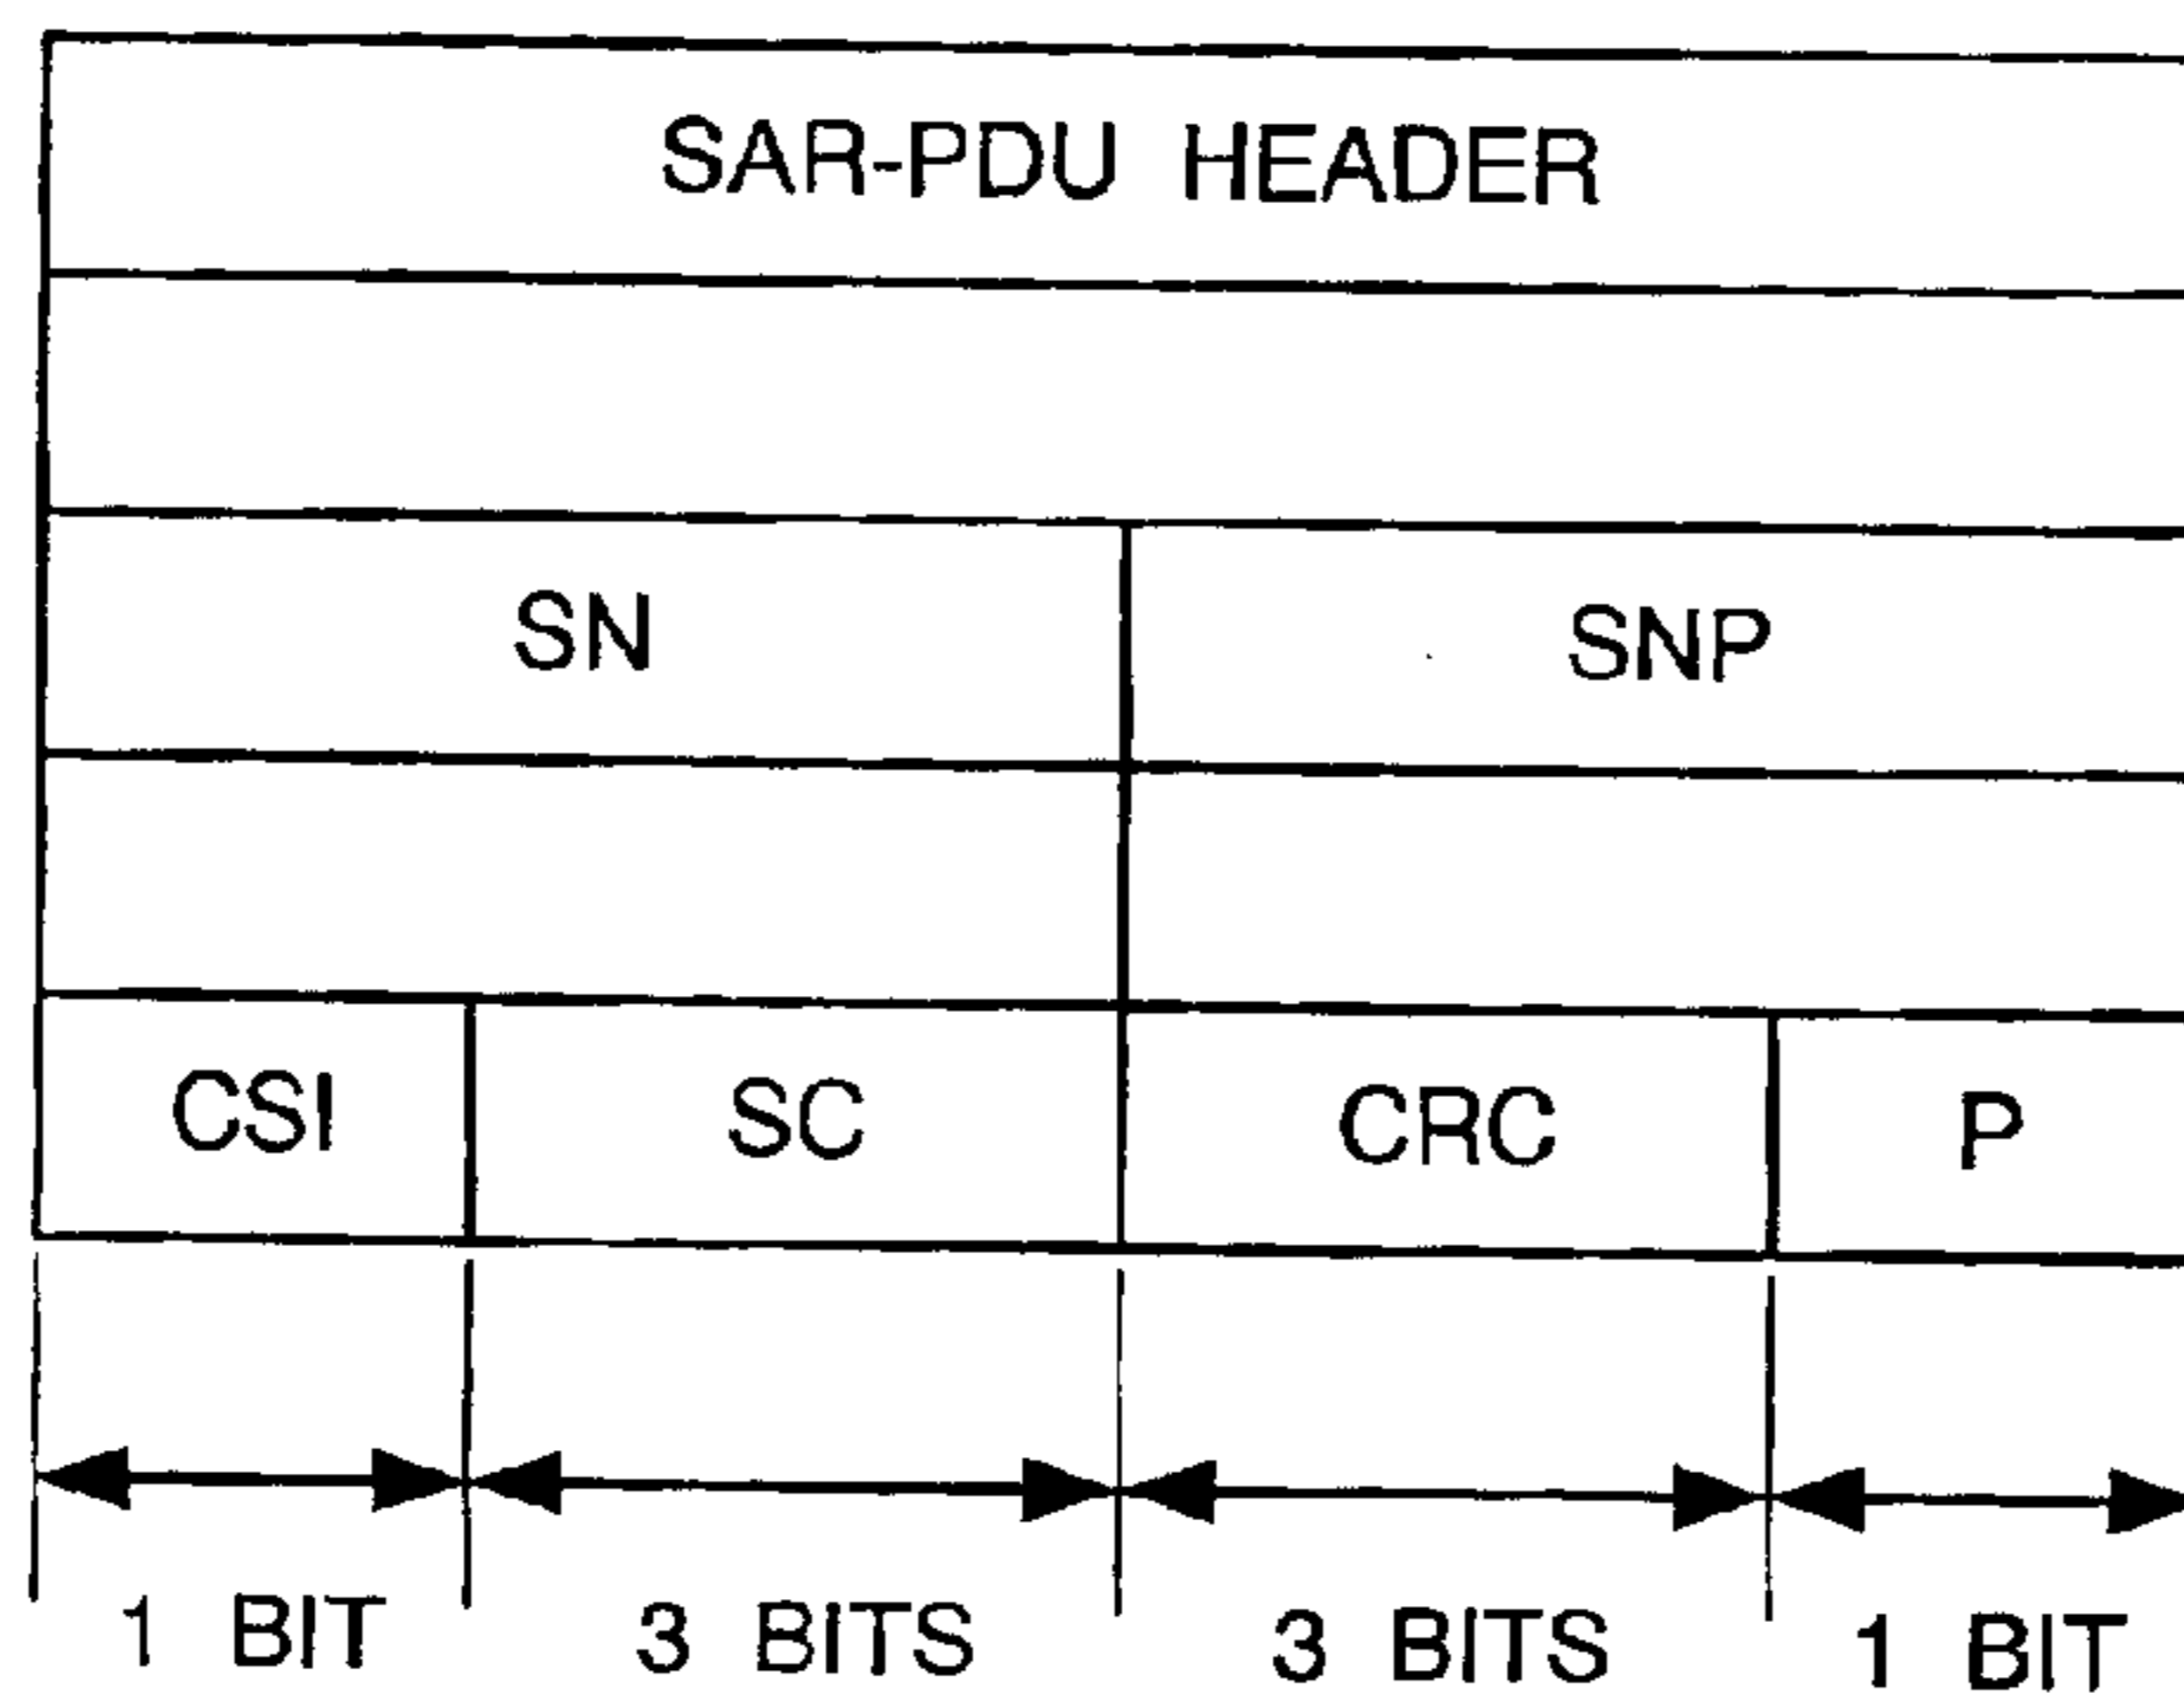 SAR-PDU HEADER
SN SNP
CSI SC CRC P
1 BIT 3 BITS 3 BITS 1 BIT